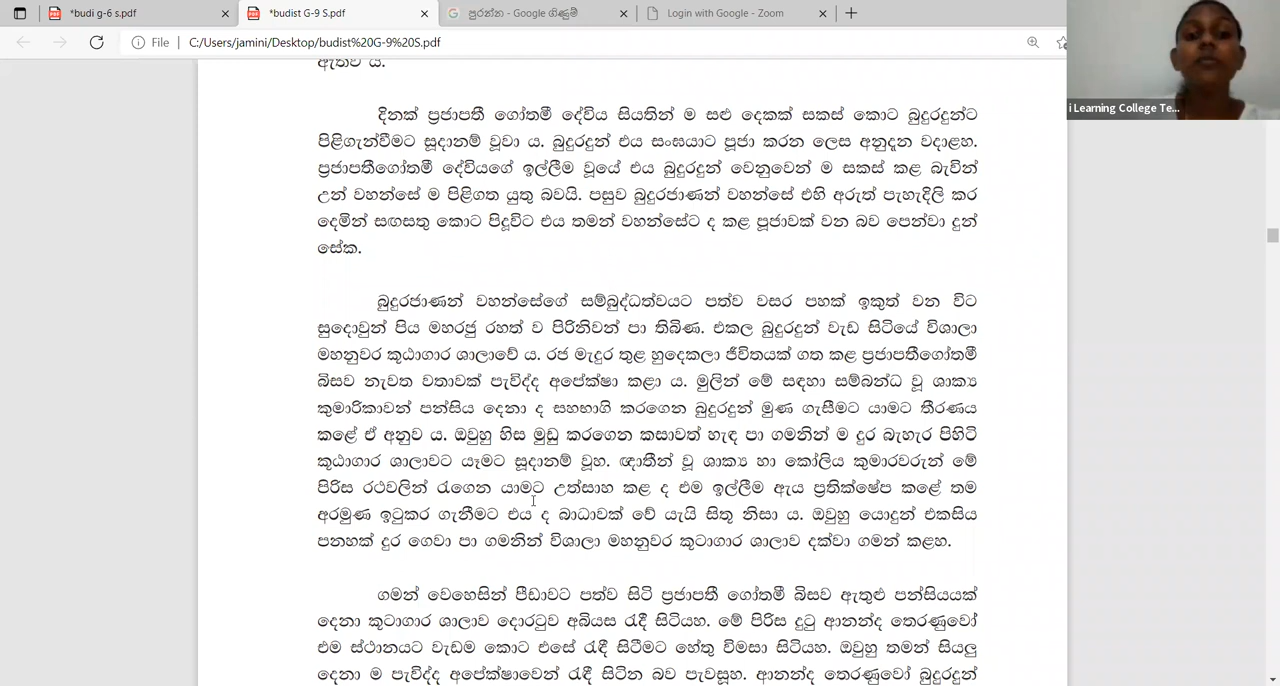 *budi g-6 s.pdf
*budist G-9 S.pdf
පුරන්න - Google ගිණුම්
Login with Google - Zoom
File
C:/Users/jamini/Desktop/budist%20G-9%20S.pdf
i Learning College Te...
ඇතිව ය.
දිනක් ප්‍රජාපතී ගෝතමී දේවිය සියතින් ම සළු දෙකක් සකස් කොට බුදුරදුන්ට
පිළිගැන්වීමට සූදානම් වූවා ය. බුදුරදුන් එය සංඝයාට පූජා කරන ලෙස අනුදැන වදාළහ.
ප්‍රජාපතීගෝතමී දේවියගේ ඉල්ලීම වූයේ එය බුදුරදුන් වෙනුවෙන් ම සකස් කළ බැවින්
උන් වහන්සේ ම පිළිගත යුතු බවයි. පසුව බුදුරජාණන් වහන්සේ එහි අරුත් පැහැදිලි කර
දෙමින් සඟසතු කොට පිදූවිට එය තමන් වහන්සේට ද කළ පූජාවක් වන බව පෙන්වා දුන්
සේක.
බුදුරජාණන් වහන්සේගේ සම්බුද්ධත්වයට පත්ව වසර පහක් ඉකුත් වන විට
සුදොවුන් පිය මහරජු රහත් ව පිරිනිවන් පා තිබිණ. එකල බුදුරදුන් වැඩ සිටියේ විශාලා
මහනුවර කූඨාගාර ශාලාවේ ය. රජ මැදුර තුළ හුදෙකලා ජීවිතයක් ගත කළ ප්‍රජාපතීගෝතමී
බිසව නැවත වතාවක් පැවිද්ද අපේක්ෂා කළා ය. මුලින් මේ සඳහා සම්බන්ධ වූ ශාක්‍ය
කුමාරිකාවන් පන්සිය දෙනා ද සහභාගි කරගෙන බුදුරදුන් මුණ ගැසීමට යාමට තීරණය
කළේ ඒ අනුව ය. ඔවුහු හිස මුඩු කරගෙන කසාවත් හැඳ පා ගමනින් ම දුර බැහැර පිහිටි
කූඨාගාර ශාලාවට යෑමට සූදානම් වූහ. ඥාතීන් වූ ශාක්‍ය හා කෝලිය කුමාරවරුන් මේ
පිරිස රථවලින් රැගෙන යාමට උත්සාහ කළ ද එම ඉල්ලීම ඇය ප්‍රතික්ෂේප කළේ තම
අරමුණ ඉටුකර ගැනීමට එය ද බාධාවක් වේ යැයි සිතූ නිසා ය. ඔවුහු යොදුන් එකසිය
පනහක් දුර ගෙවා පා ගමනින් විශාලා මහනුවර කූටාගාර ශාලාව දක්වා ගමන් කළහ.
ගමන් වෙහෙසින් පීඩාවට පත්ව සිටි ප්‍රජාපතී ගෝතමී බිසව ඇතුළු පන්සියයක්
දෙනා කූටාගාර ශාලාව දොරටුව අබියස රැදී සිටියහ. මේ පිරිස දුටු ආනන්ද තෙරණුවෝ
එම ස්ථානයට වැඩම කොට එසේ රැඳී සිටීමට හේතු විමසා සිටියහ. ඔවුහු තමන් සියලු
දෙනා ම පැවිද්ද අපේක්ෂාවෙන් රැඳී සිටින බව පැවසූහ. ආනන්ද තෙරණුවෝ බුදුරදුන්